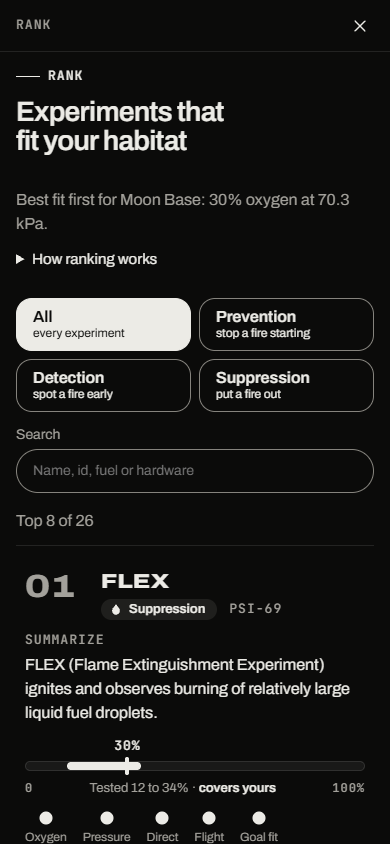 RANK
RANK
Experiments that
fit your habitat
Best fit first for Moon Base: 30% oxygen at 70.3
kPa.
How ranking works
All
every experiment
Prevention
stop a fire starting
Detection
spot a fire early
Suppression
put a fire out
Search
Name, id, fuel or hardware
Top 8 of 26
01
FLEX
Suppression
PSI-69
SUMMARIZE
FLEX (Flame Extinguishment Experiment)
ignites and observes burning of relatively large
liquid fuel droplets.
30%
0
Tested 12 to 34% · covers yours
100%
Oxygen
Pressure
Direct
Flight
Goal fit